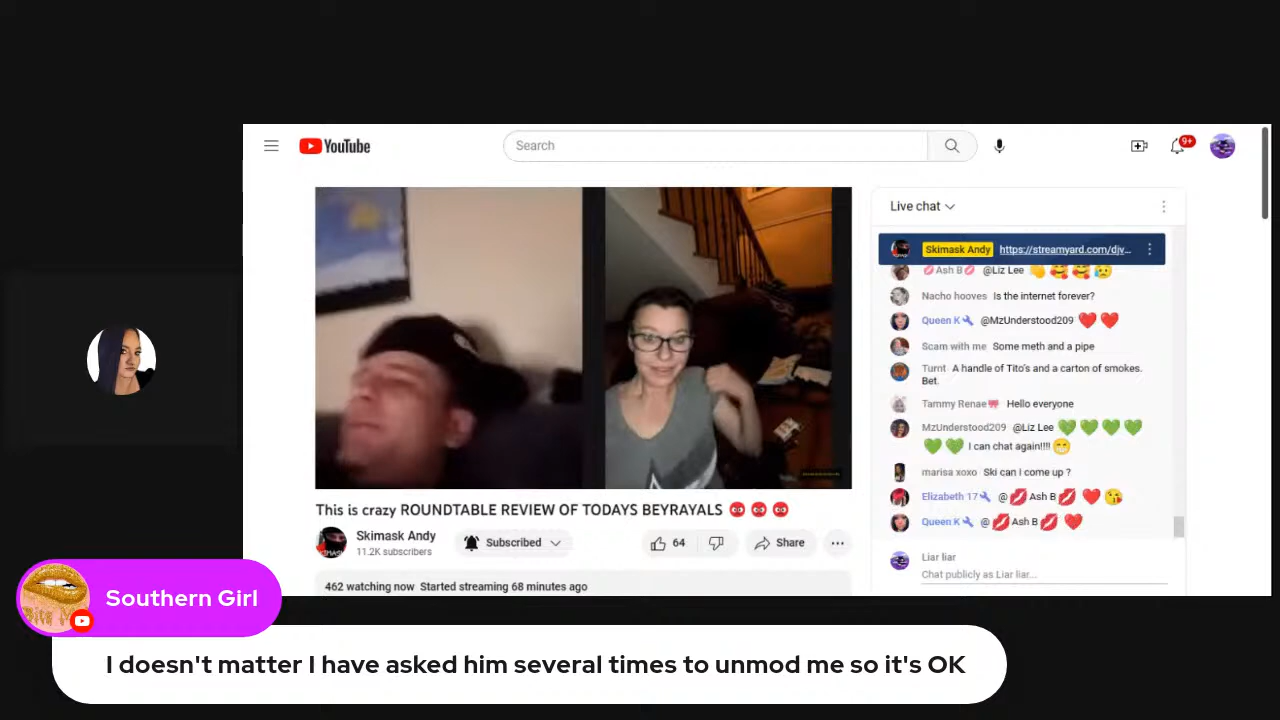 YouTube
Search
9+
Live chat
Skimask Andy https://streamyard.com/djv...
Ash B @Liz Lee
Nacho hooves Is the internet forever?
Queen K @MzUnderstood209
Scam with me Some meth and a pipe
Turnt A handle of Tito's and a carton of smokes.
Bet.
Tammy Renae Hello everyone
MzUnderstood209 @Liz Lee
I can chat again!!!!
marisa xoxo Ski can I come up ?
Elizabeth 17 @ Ash B
Queen K @ Ash B
Liar liar
Chat publicly as Liar liar...
This is crazy ROUNDTABLE REVIEW OF TODAYS BEYRAYALS
Skimask Andy
11.2K subscribers
Subscribed
64
Share
462 watching now Started streaming 68 minutes ago
Southern Girl
I doesn't matter I have asked him several times to unmod me so it's OK